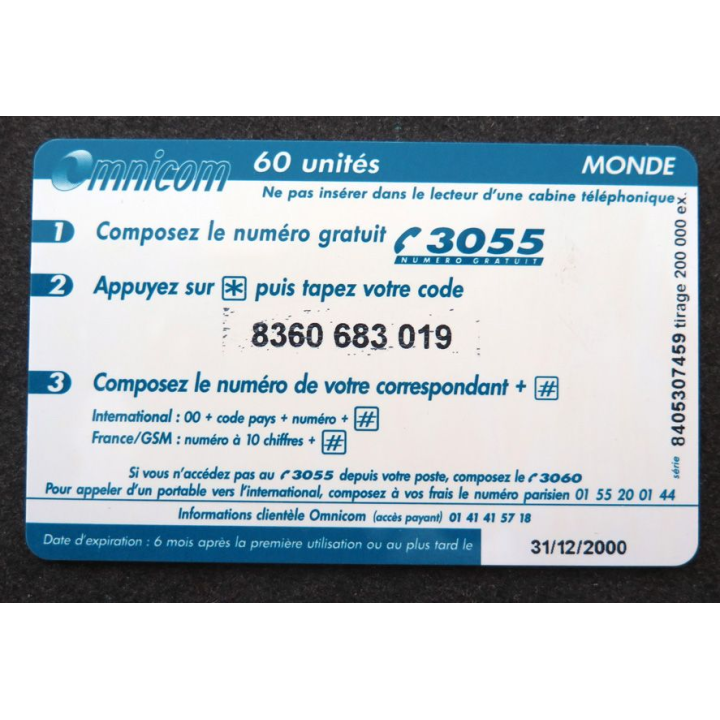 Omnicom 60 unités MONDE
Ne pas insérer dans le lecteur d'une cabine téléphonique
1 Composez le numéro gratuit 3055
NUMERO GRATUIT
2 Appuyez sur * puis tapez votre code
8360 683 019
3 Composez le numéro de votre correspondant + #
International : 00 + code pays + numéro + #
France/GSM : numéro à 10 chiffres + #
Si vous n'accédez pas au 3055 depuis votre poste, composez le 3060
Pour appeler d'un portable vers l'international, composez à vos frais le numéro parisien 01 55 20 01 44
Informations clientèle Omnicom (accès payant) 01 41 41 57 18
Date d'expiration : 6 mois après la première utilisation ou au plus tard le 31/12/2000
série 8405307459 tirage 200 000 ex.